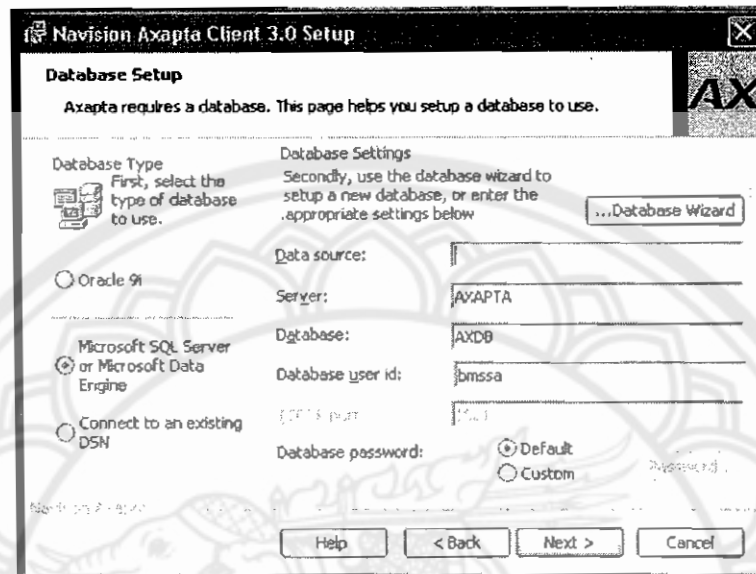 Navision Axapta Client 3.0 Setup
Database Setup
Axapta requires a database. This page helps you setup a database to use.
AX
Database Type
First, select the
type of database
to use.
Oracle 9i
Microsoft SQL Server
or Microsoft Data
Engine
Connect to an existing
DSN
Database Settings
Secondly, use the database wizard to
setup a new database, or enter the
.appropriate settings below
...Database Wizard
Data source:
Server: AXAPTA
Database: AXDB
Database user id: bmssa
port
Database password: Default
Custom
Password
Help < Back Next > Cancel